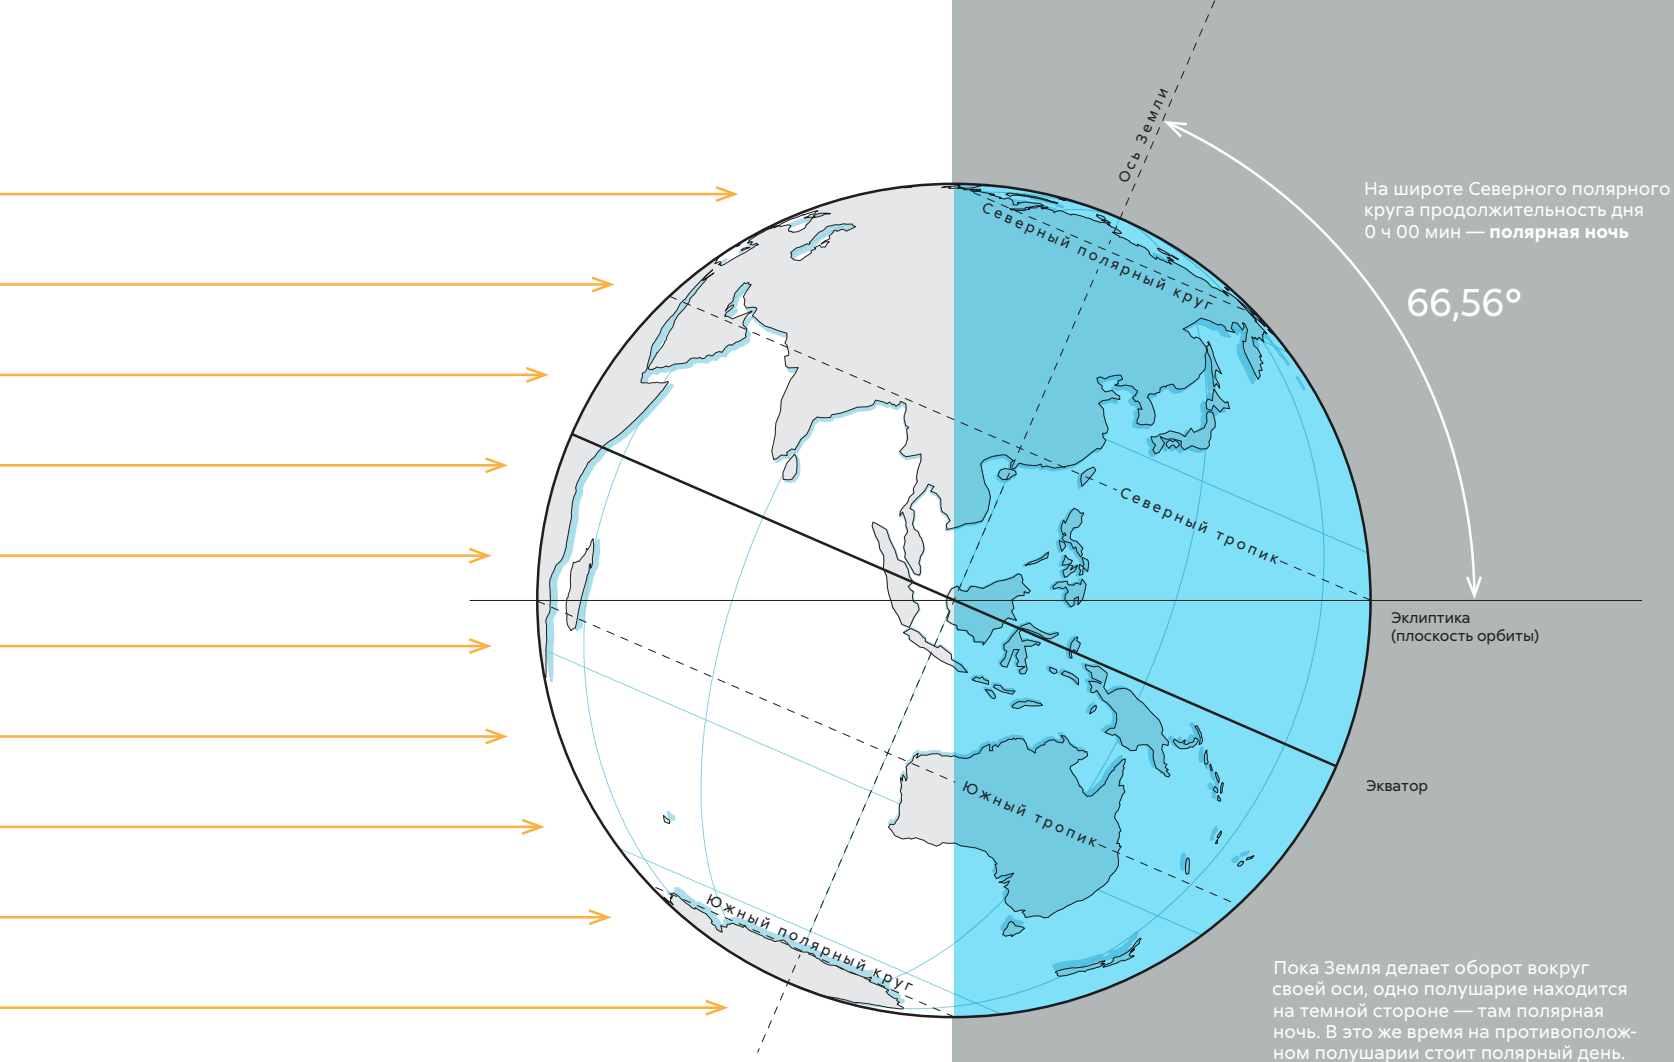 Ось Земли
На широте Северного полярного
круга продолжительность дня
0 ч 00 мин — полярная ночь
Северный полярный круг
66,56°
Северный тропик
Эклиптика
(плоскость орбиты)
Экватор
Южный тропик
Южный полярный круг
Пока Земля делает оборот вокруг
своей оси, одно полушарие находится
на темной стороне — там полярная
ночь. В это же время на противополож-
ном полушарии стоит полярный день.